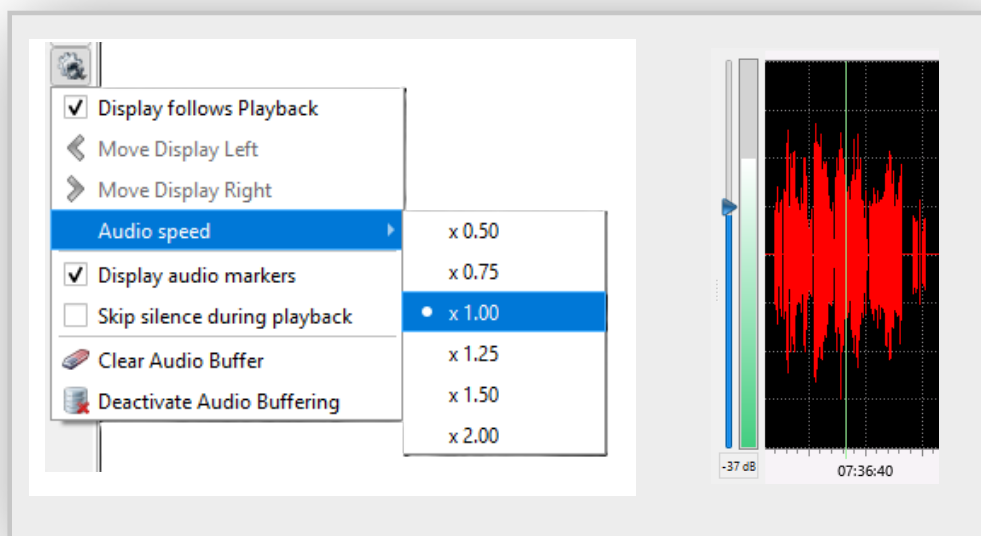 Display follows Playback
Move Display Left
Move Display Right
Audio speed
Display audio markers
Skip silence during playback
Clear Audio Buffer
Deactivate Audio Buffering
x 0.50
x 0.75
x 1.00
x 1.25
x 1.50
x 2.00
-37 dB
07:36:40